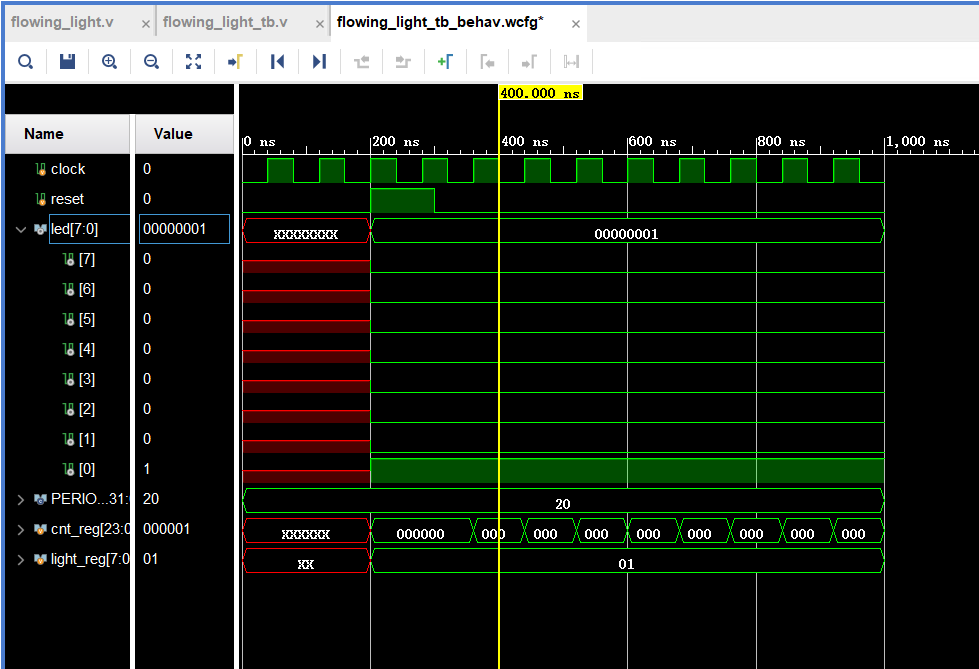 flowing_light.v × flowing_light_tb.v × flowing_light_tb_behav.wcfg* ×
400.000 ns
Name Value
0 ns 200 ns 400 ns 600 ns 800 ns 1,000 ns
clock 0
reset 0
led[7:0] 00000001 XXXXXXXX 00000001
[7] 0
[6] 0
[5] 0
[4] 0
[3] 0
[2] 0
[1] 0
[0] 1
PERIO...31: 20 20
cnt_reg[23:0 000001 XXXXXX 000000 000 000 000 000 000 000 000 000
light_reg[7:0 01 XX 01